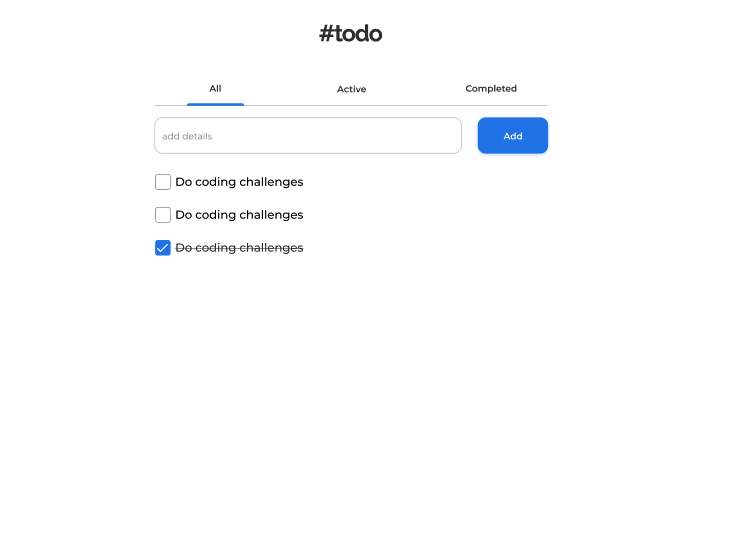 #todo
All Active Completed
add details Add
Do coding challenges
Do coding challenges
Do coding challenges